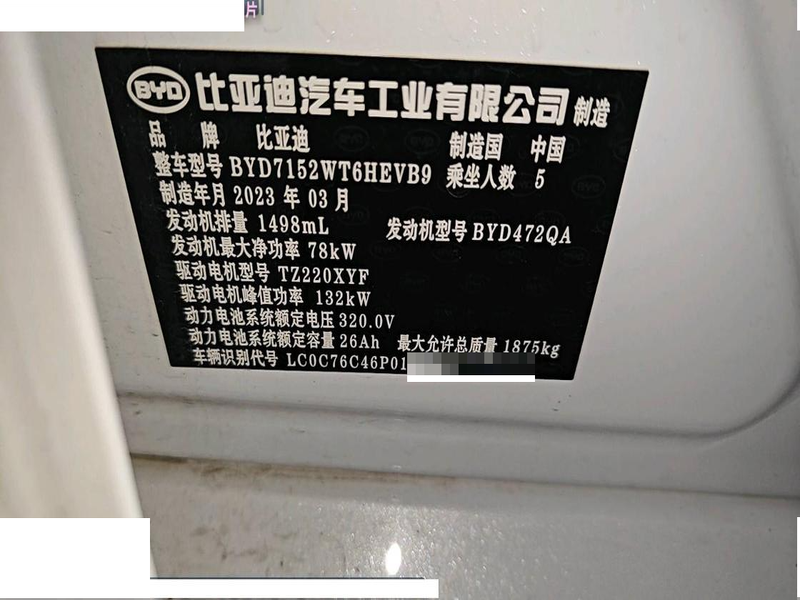 片
BYD 比亚迪汽车工业有限公司 制造
品 牌 比亚迪 制造国 中国
整车型号 BYD7152WT6HEVB9 乘坐人数 5
制造年月 2023 年 03 月
发动机排量 1498mL 发动机型号 BYD472QA
发动机最大净功率 78kW
驱动电机型号 TZ220XYF
驱动电机峰值功率 132kW
动力电池系统额定电压 320.0V
动力电池系统额定容量 26Ah 最大允许总质量 1875kg
车辆识别代号 LC0C76C46P01